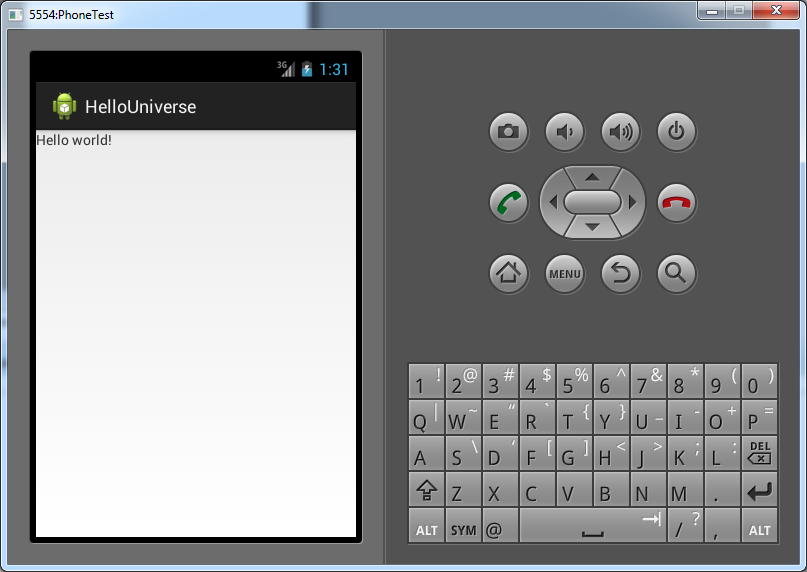 5554:PhoneTest
3G 1:31
HelloUniverse
Hello world!
MENU
1 ! 2 @ 3 # 4 $ 5 % 6 ^ 7 & 8 * 9 ( 0 )
Q | W ~ E “ R ` T { Y } U _ I - O + P =
A S \ D ‘ F [ G ] H < J > K ; L : DEL
Z X C V B N M .
ALT SYM @ / ? , ALT